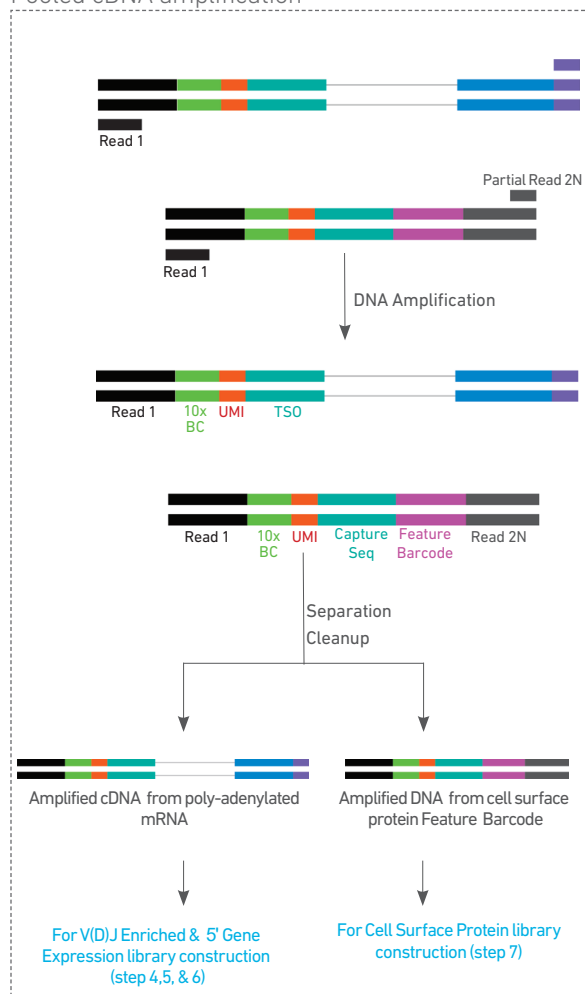 Pooled cDNA amplification
Read 1
Partial Read 2N
Read 1
DNA Amplification
Read 1 10x BC UMI TSO
Read 1 10x BC UMI Capture Seq Feature Barcode Read 2N
Separation
Cleanup
Amplified cDNA from poly-adenylated
mRNA
Amplified DNA from cell surface
protein Feature Barcode
For V(D)J Enriched & 5' Gene
Expression library construction
(step 4,5, & 6)
For Cell Surface Protein library
construction (step 7)